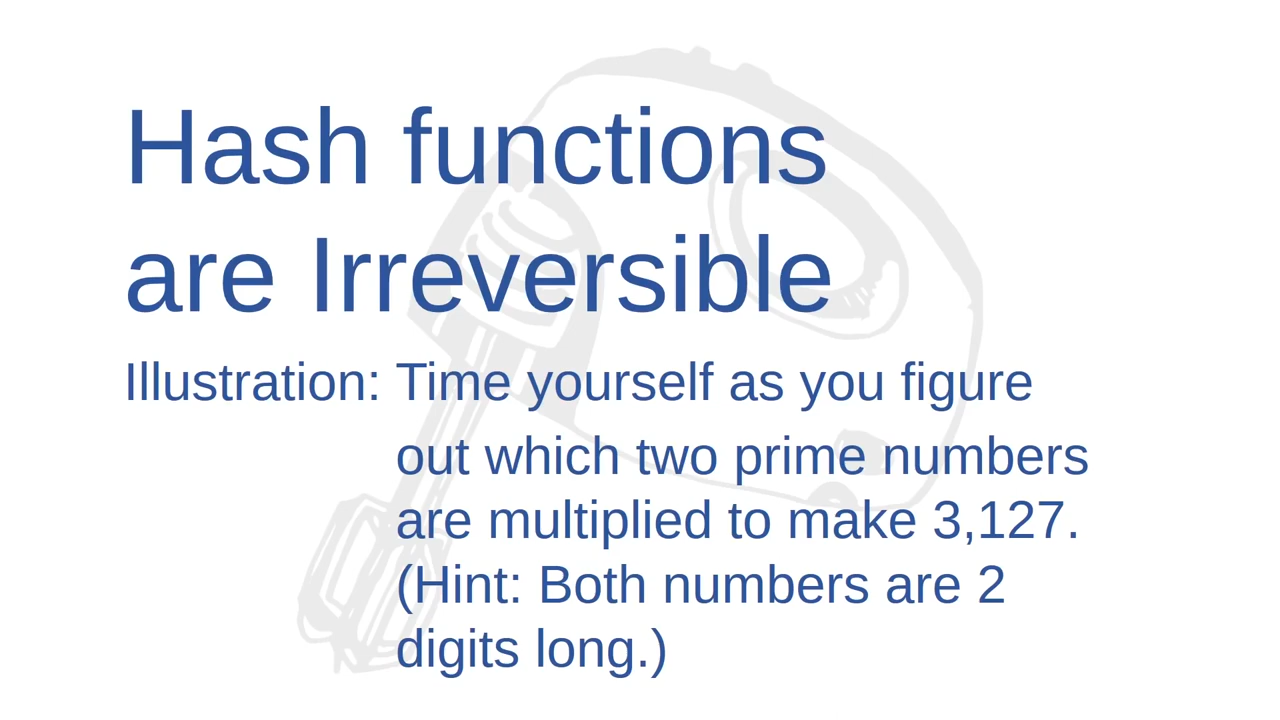 Hash functions
are Irreversible
Illustration: Time yourself as you figure
out which two prime numbers
are multiplied to make 3,127.
(Hint: Both numbers are 2
digits long.)